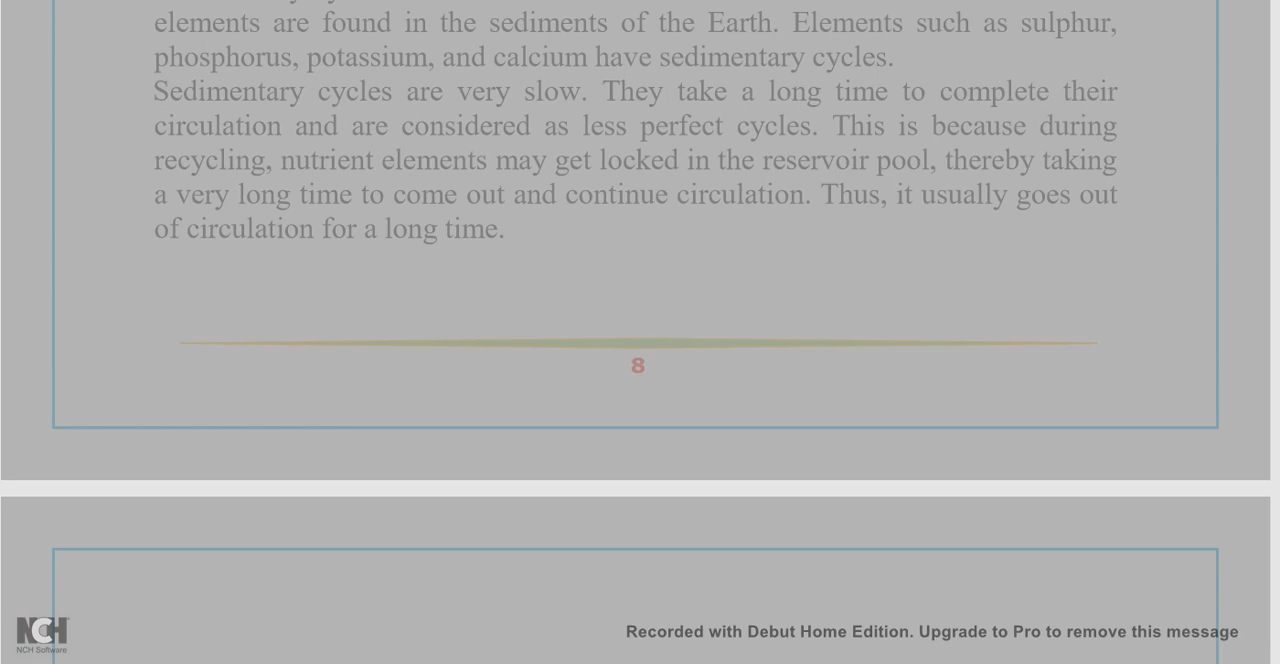 elements are found in the sediments of the Earth. Elements such as sulphur,
phosphorus, potassium, and calcium have sedimentary cycles.
Sedimentary cycles are very slow. They take a long time to complete their
circulation and are considered as less perfect cycles. This is because during
recycling, nutrient elements may get locked in the reservoir pool, thereby taking
a very long time to come out and continue circulation. Thus, it usually goes out
of circulation for a long time.
8
NCH
NCH Software
Recorded with Debut Home Edition. Upgrade to Pro to remove this message